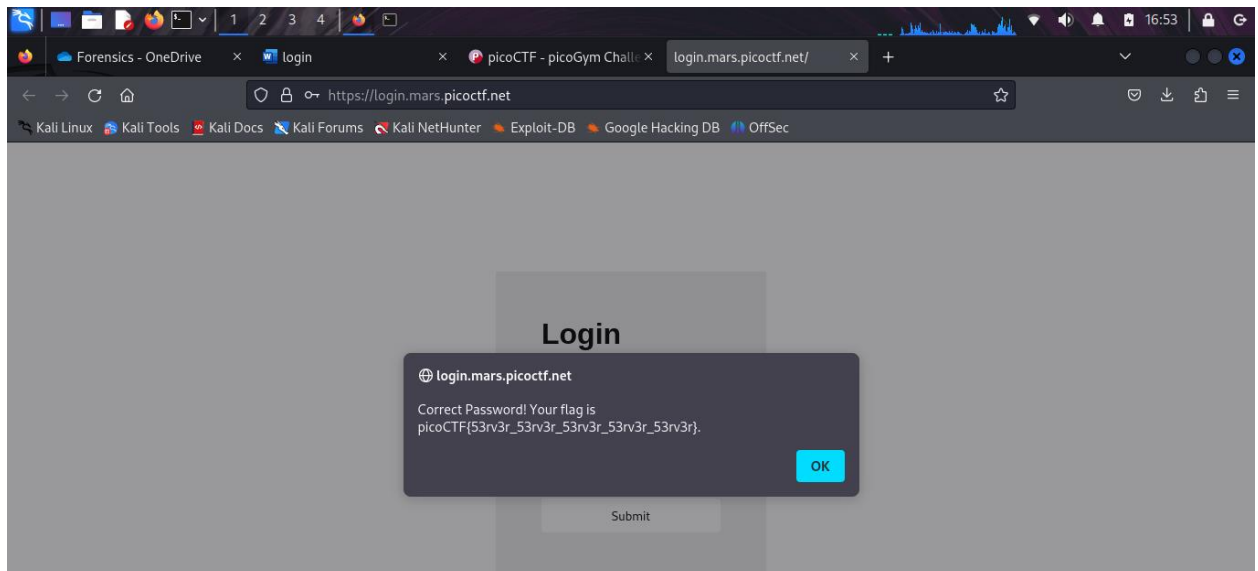 1 2 3 4 16:53
Forensics - OneDrive login picoCTF - picoGym Challe login.mars.picoctf.net/
https://login.mars.picoctf.net
Kali Linux Kali Tools Kali Docs Kali Forums Kali NetHunter Exploit-DB Google Hacking DB OffSec
Login
login.mars.picoctf.net
Correct Password! Your flag is
picoCTF{53rv3r_53rv3r_53rv3r_53rv3r_53rv3r}.
OK
Submit